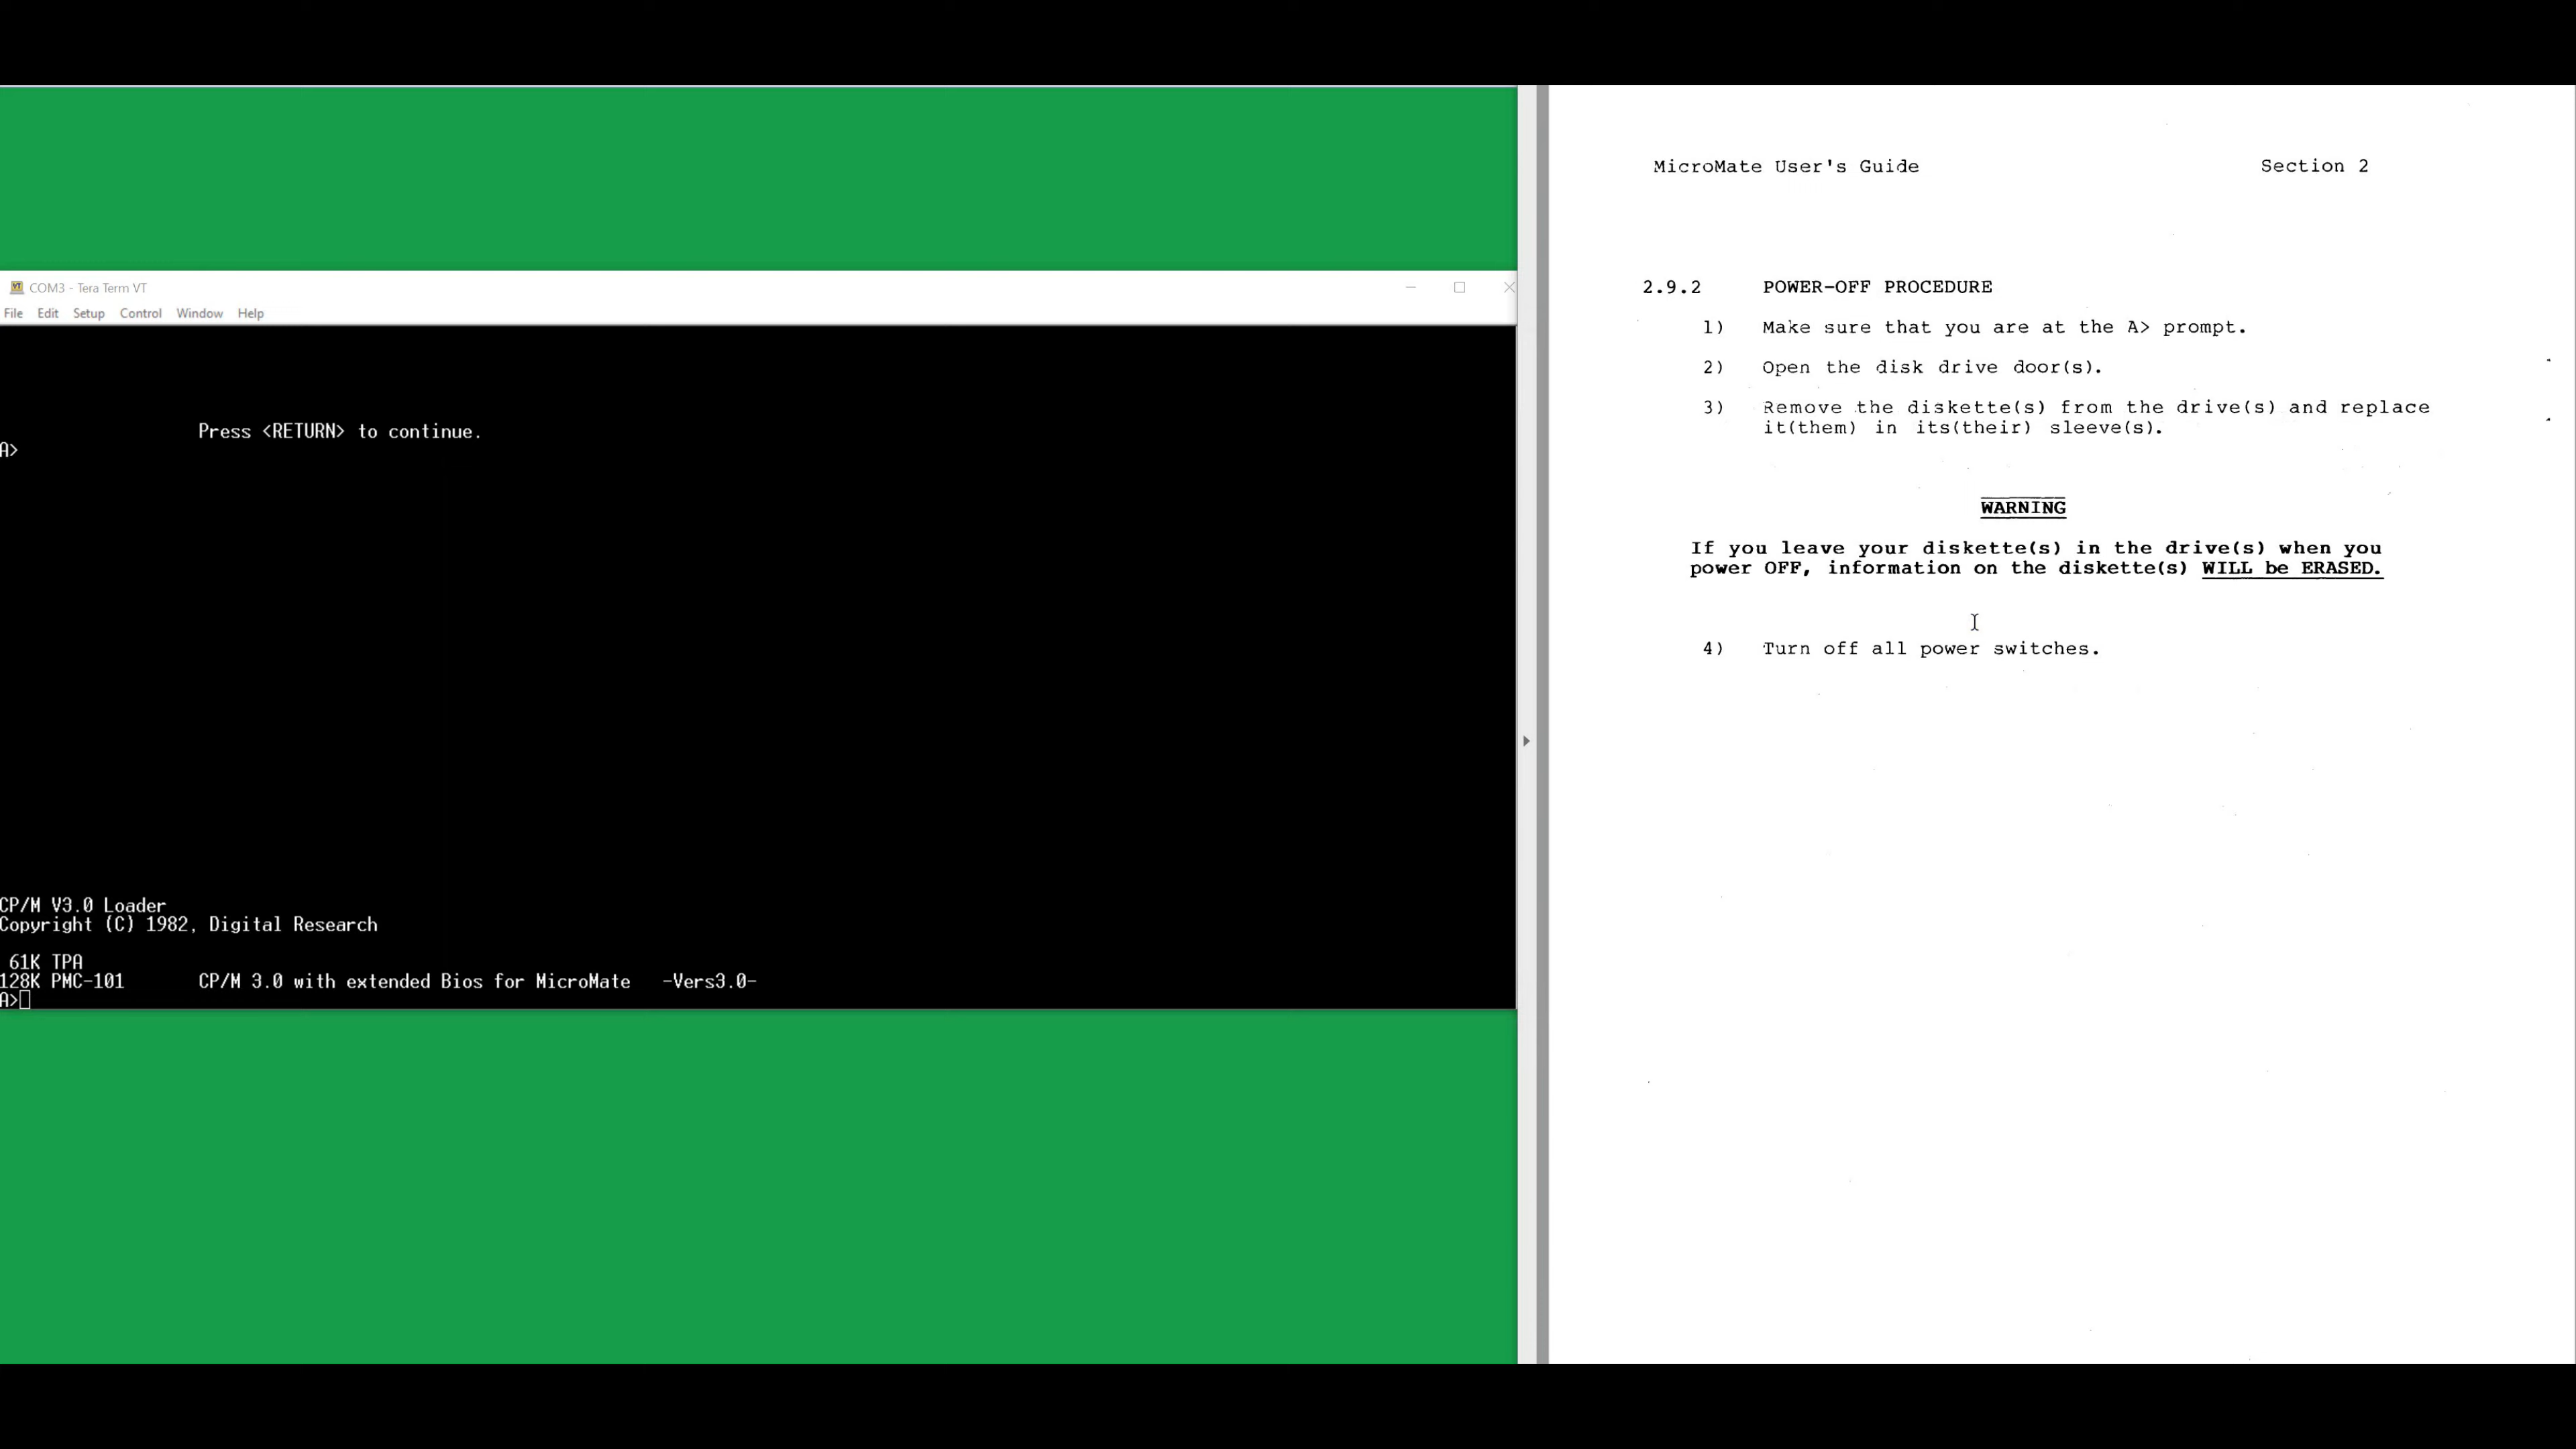 COM3 - Tera Term VT
File Edit Setup Control Window Help
Press <RETURN> to continue.
A>
CP/M V3.0 Loader
Copyright (C) 1982, Digital Research
61K TPA
128K PMC-101 CP/M 3.0 with extended Bios for MicroMate -Vers3.0-
A>
MicroMate User's Guide Section 2
2.9.2 POWER-OFF PROCEDURE
1) Make sure that you are at the A> prompt.
2) Open the disk drive door(s).
3) Remove the diskette(s) from the drive(s) and replace
it(them) in its(their) sleeve(s).
WARNING
If you leave your diskette(s) in the drive(s) when you
power OFF, information on the diskette(s) WILL be ERASED.
4) Turn off all power switches.